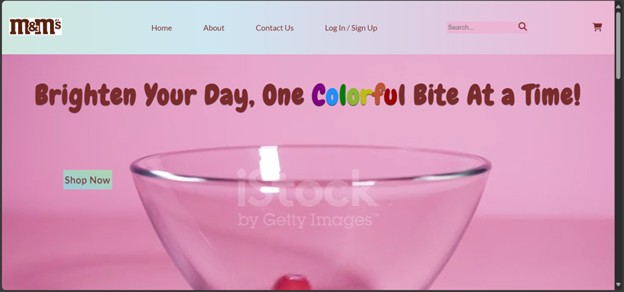 m&m's
Home About Contact Us Log In / Sign Up Search...
Brighten Your Day, One Colorful Bite At a Time!
Shop Now
iStock
by Getty Images™